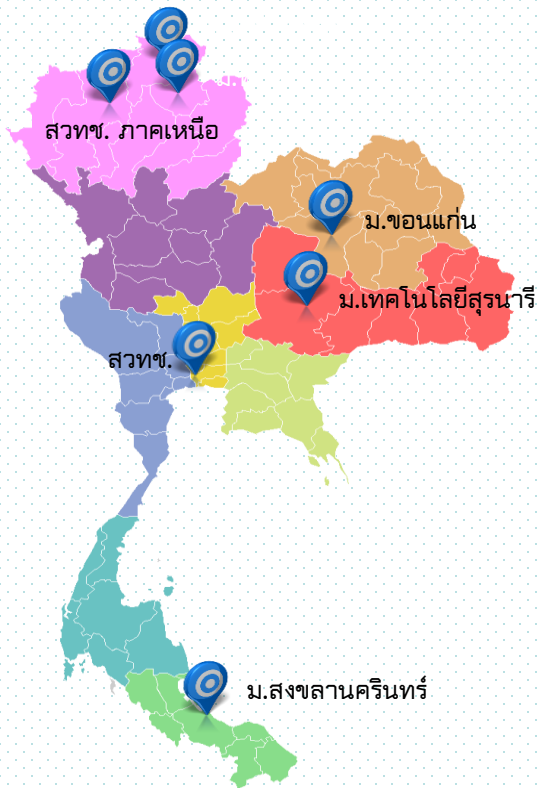 สวทช. ภาคเหนือ
ม.ขอนแก่น
ม.เทคโนโลยีสุรนารี
สวทช.
ม.สงขลานครินทร์